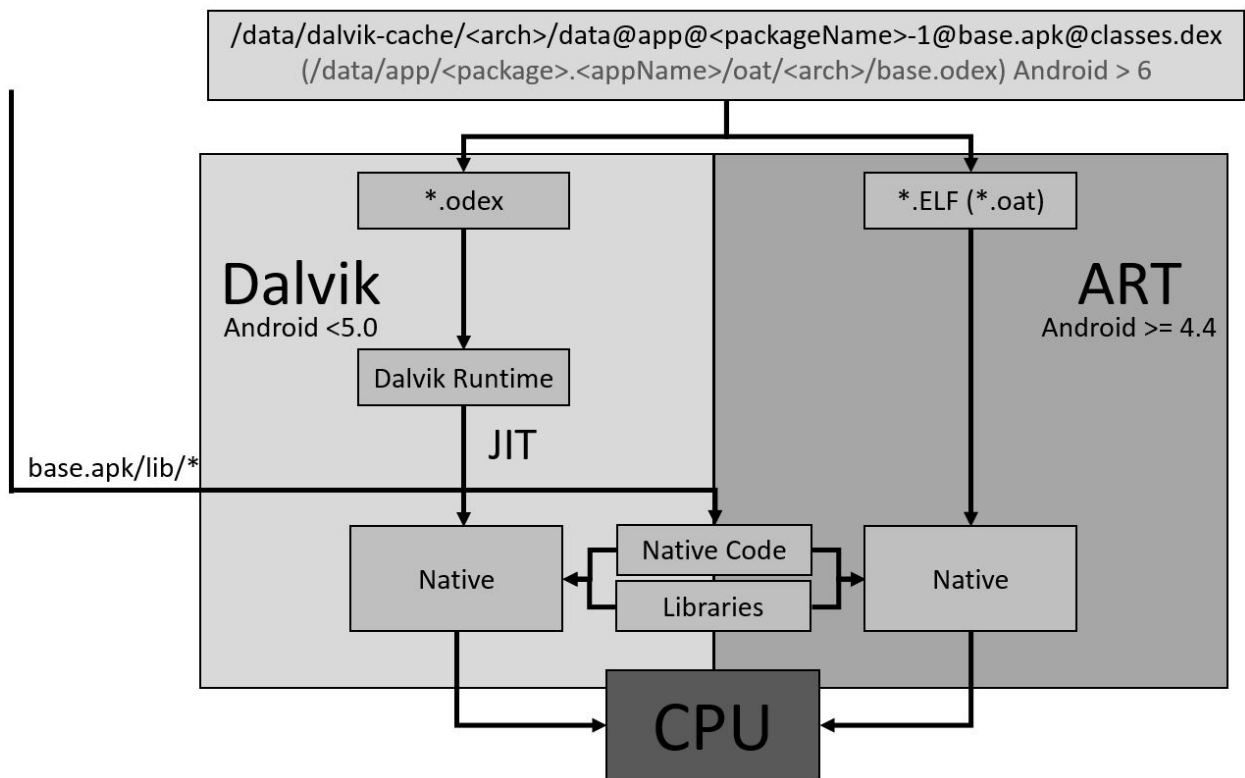 /data/dalvik-cache/<arch>/data@app@<packageName>-1@base.apk@classes.dex
(/data/app/<package>.<appName>/oat/<arch>/base.odex) Android > 6
*.odex
*.ELF (*.oat)
Dalvik
Android <5.0
ART
Android >= 4.4
Dalvik Runtime
JIT
base.apk/lib/*
Native
Native Code
Libraries
Native
CPU